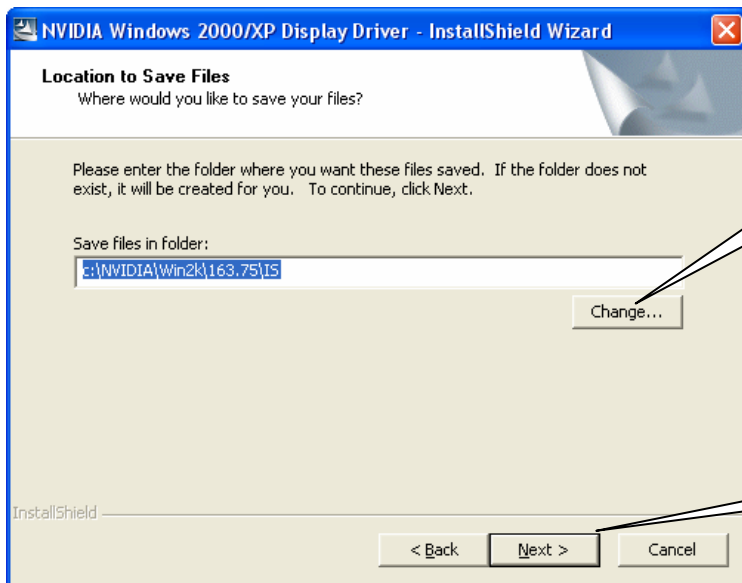 NVIDIA Windows 2000/XP Display Driver - InstallShield Wizard
Location to Save Files
Where would you like to save your files?
Please enter the folder where you want these files saved. If the folder does not
exist, it will be created for you. To continue, click Next.
Save files in folder:
c:\NVIDIA\Win2k\163.75\IS
Change...
InstallShield
< Back
Next >
Cancel